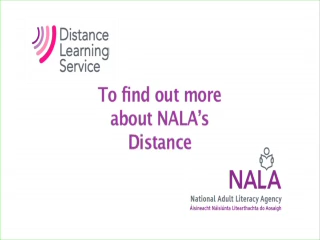 Distance
Learning
Service
To find out more
about NALA's
Distance
NALA
National Adult Literacy Agency
Áisíneacht Náisiúnta Litearthachta do Aosaigh